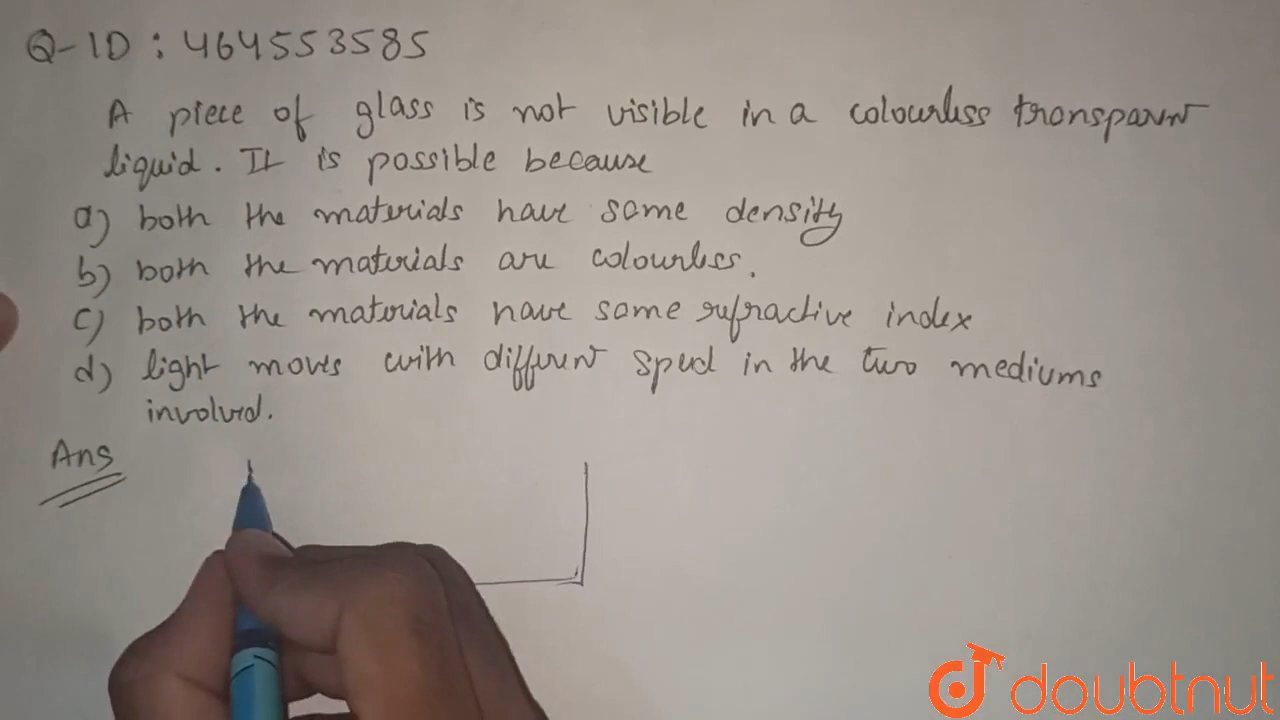 Q-ID : 464553585
A piece of glass is not visible in a colourless transparent
liquid. It is possible because
a) both the materials have same density
b) both the materials are colourless.
c) both the materials have same refractive index
d) light moves with different speed in the two mediums
involved.
Ans
doubtnut